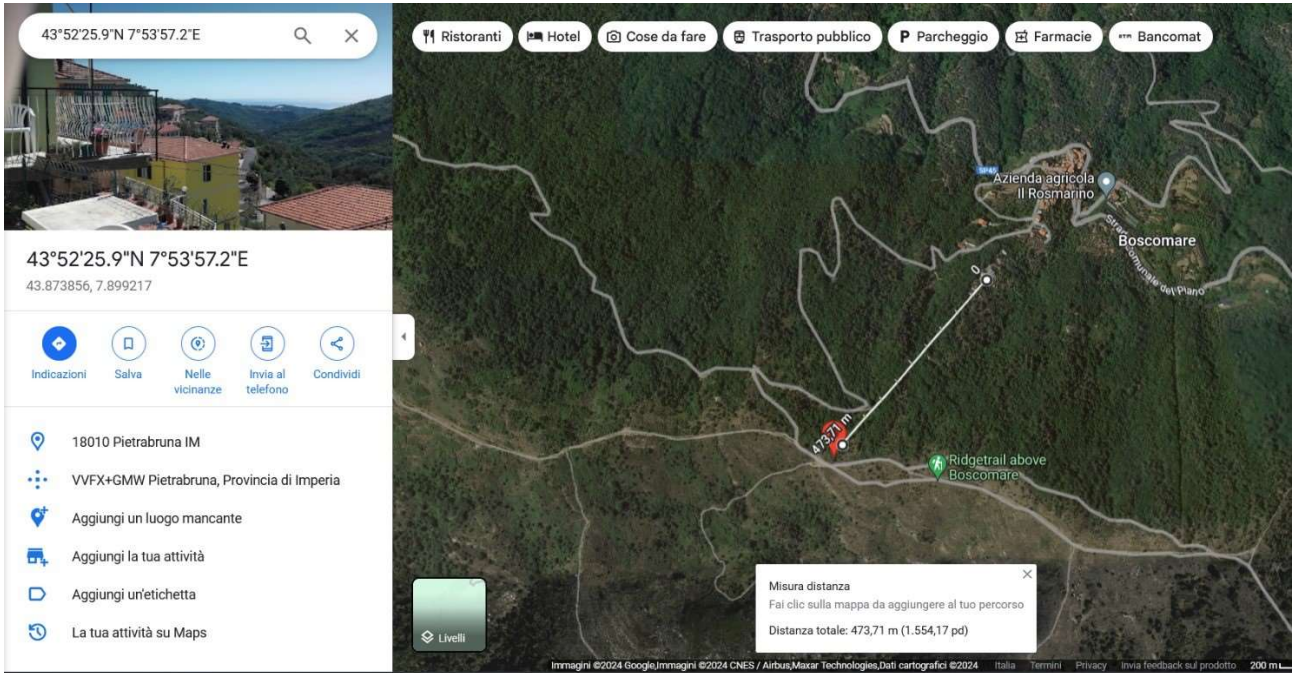 43°52'25.9"N 7°53'57.2"E
Ristoranti
Hotel
Cose da fare
Trasporto pubblico
P Parcheggio
Farmacie
Bancomat
43°52'25.9"N 7°53'57.2"E
43.873856, 7.899217
Indicazioni
Salva
Nelle
vicinanze
Invia al
telefono
Condividi
18010 Pietrabruna IM
VVFX+GMW Pietrabruna, Provincia di Imperia
Aggiungi un luogo mancante
Aggiungi la tua attività
Aggiungi un'etichetta
La tua attività su Maps
SP45
Azienda agricola
Il Rosmarino
Boscomare
Strada Comunale del Piano
0
473,71 m
Ridgetrail above
Boscomare
Misura distanza
Fai clic sulla mappa da aggiungere al tuo percorso
Distanza totale: 473,71 m (1.554,17 pd)
Livelli
Immagini ©2024 Google,Immagini ©2024 CNES / Airbus,Maxar Technologies,Dati cartografici ©2024 Italia Termini Privacy Invia feedback sul prodotto 200 m